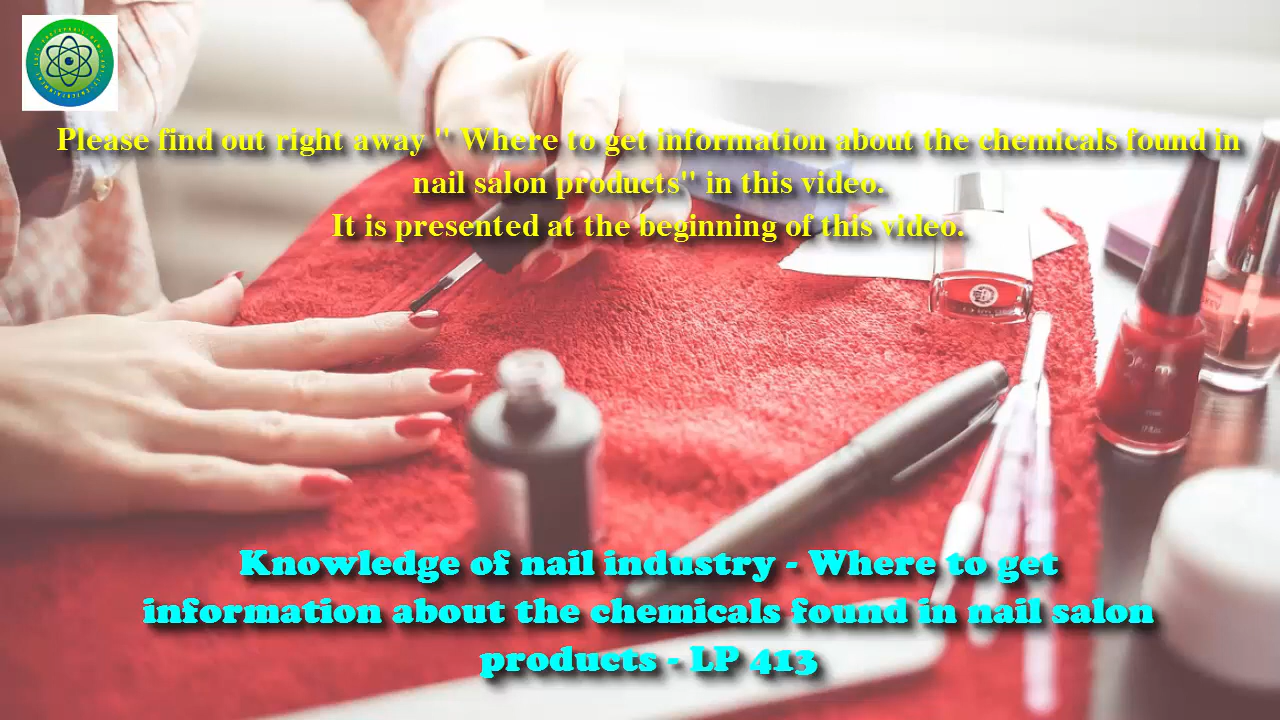 Please find out right away " Where to get information about the chemicals found in
nail salon products" in this video.
It is presented at the beginning of this video.
Knowledge of nail industry - Where to get
information about the chemicals found in nail salon
products - LP 413